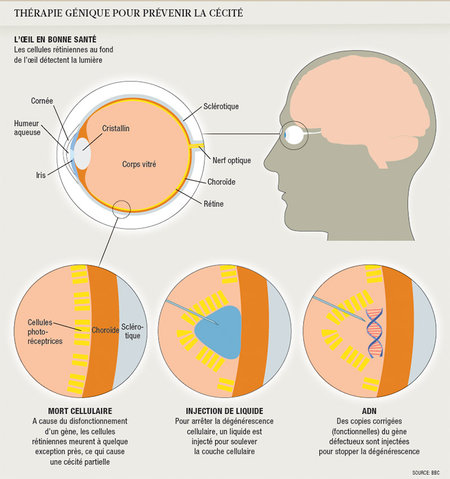 THÉRAPIE GÉNIQUE POUR PRÉVENIR LA CÉCITÉ
L'ŒIL EN BONNE SANTÉ
Les cellules rétiniennes au fond
de l'œil détectent la lumière
Cornée
Humeur
aqueuse
Iris
Cristallin
Corps vitré
Sclérotique
Nerf optique
Choroïde
Rétine
Cellules
photo-
réceptrices
Choroïde
Scléro-
tique
MORT CELLULAIRE
A cause du disfonctionnement
d'un gène, les cellules
rétiniennes meurent à quelque
exception près, ce qui cause
une cécité partielle
INJECTION DE LIQUIDE
Pour arrêter la dégénérescence
cellulaire, un liquide est
injecté pour soulever
la couche cellulaire
ADN
Des copies corrigées
(fonctionelles) du gène
défectueux sont injectées
pour stopper la dégénérescence
SOURCE: BBC